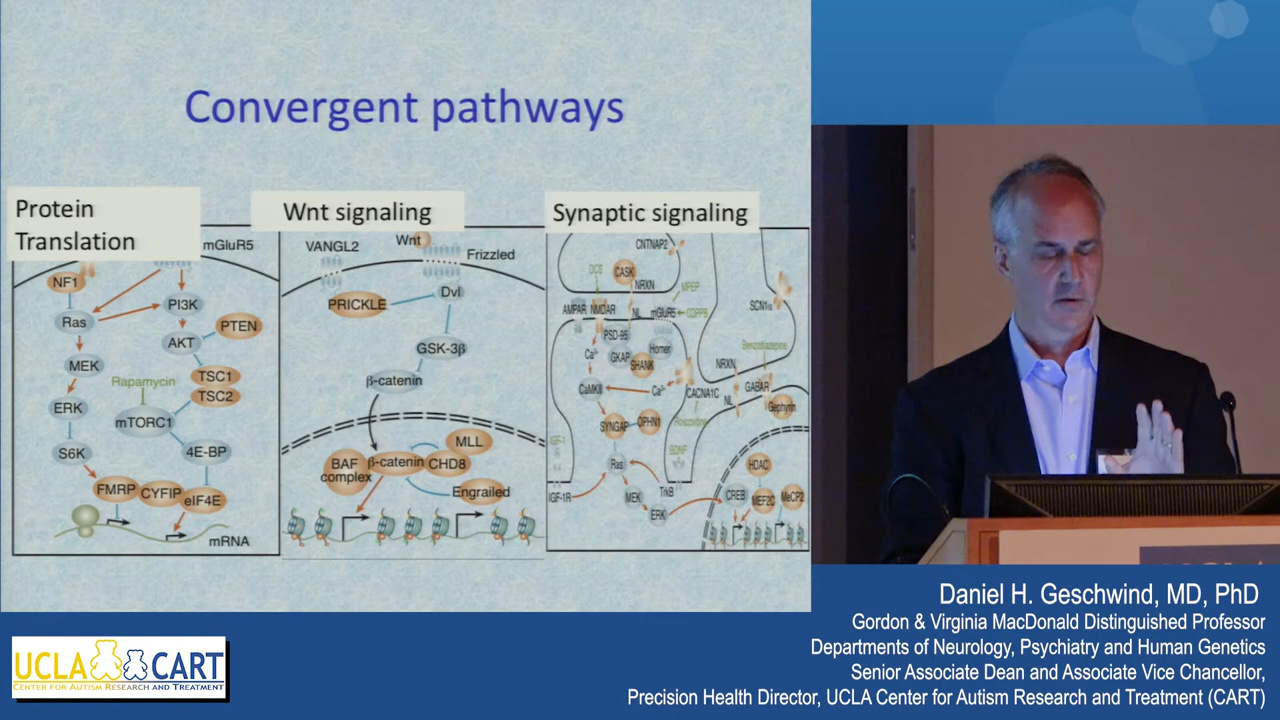 Convergent pathways
Protein
Translation
mGluR5
NF1
PI3K
Ras
PTEN
AKT
MEK
Rapamycin
TSC1
TSC2
ERK
mTORC1
S6K
4E-BP
FMRP
CYFIP
eIF4E
mRNA
Wnt signaling
VANGL2
Wnt
Frizzled
PRICKLE
Dvl
GSK-3β
β-catenin
MLL
BAF
complex
β-catenin
CHD8
Engrailed
Synaptic signaling
CNTNAP2
DCS
CASK
NRXN
MPEP
SCN1α
AMPAR
NMDAR
NL
mGluR5
PSD-95
Homer
Ca2+
GKAP
SHANK
Benzodiazepine
NRXN
CaMKII
Ca2+
CACNA1C
NL
GABAR
Gephyrin
SYNGAP
OPHN1
IGF-1
BDNF
Ras
HDAC
IGF-1R
MEK
TrkB
ERK
CREB
MEF2C
MeCP2
Daniel H. Geschwind, MD, PhD
Gordon & Virginia MacDonald Distinguished Professor
Departments of Neurology, Psychiatry and Human Genetics
Senior Associate Dean and Associate Vice Chancellor,
Precision Health Director, UCLA Center for Autism Research and Treatment (CART)
UCLA CART
CENTER FOR AUTISM RESEARCH AND TREATMENT